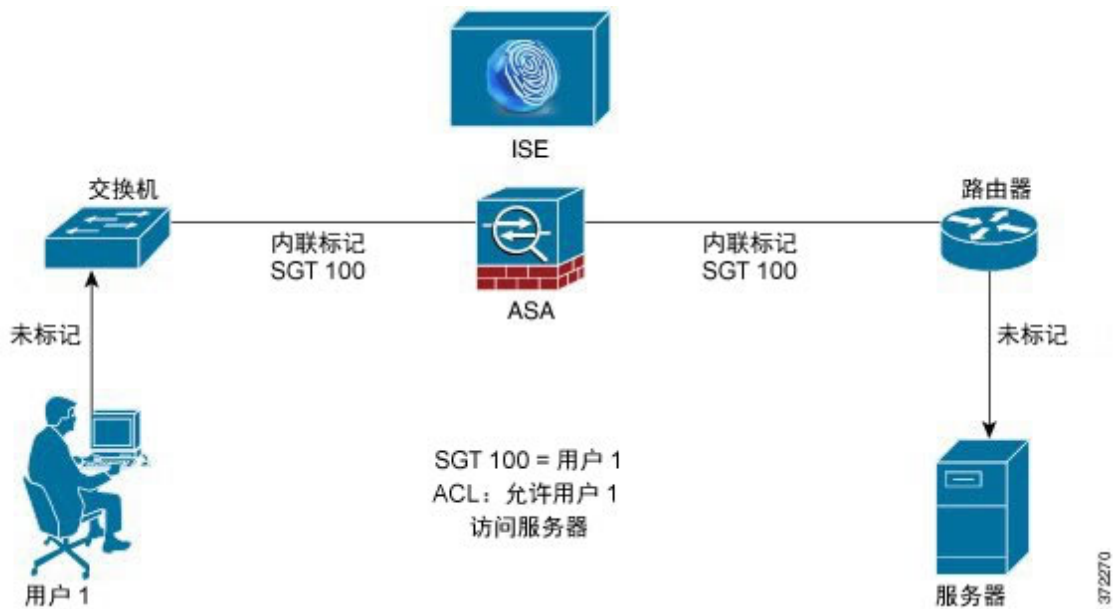 ISE
交换机
路由器
内联标记
SGT 100
内联标记
SGT 100
ASA
未标记
未标记
SGT 100 = 用户 1
ACL：允许用户 1
访问服务器
用户 1
服务器
372270